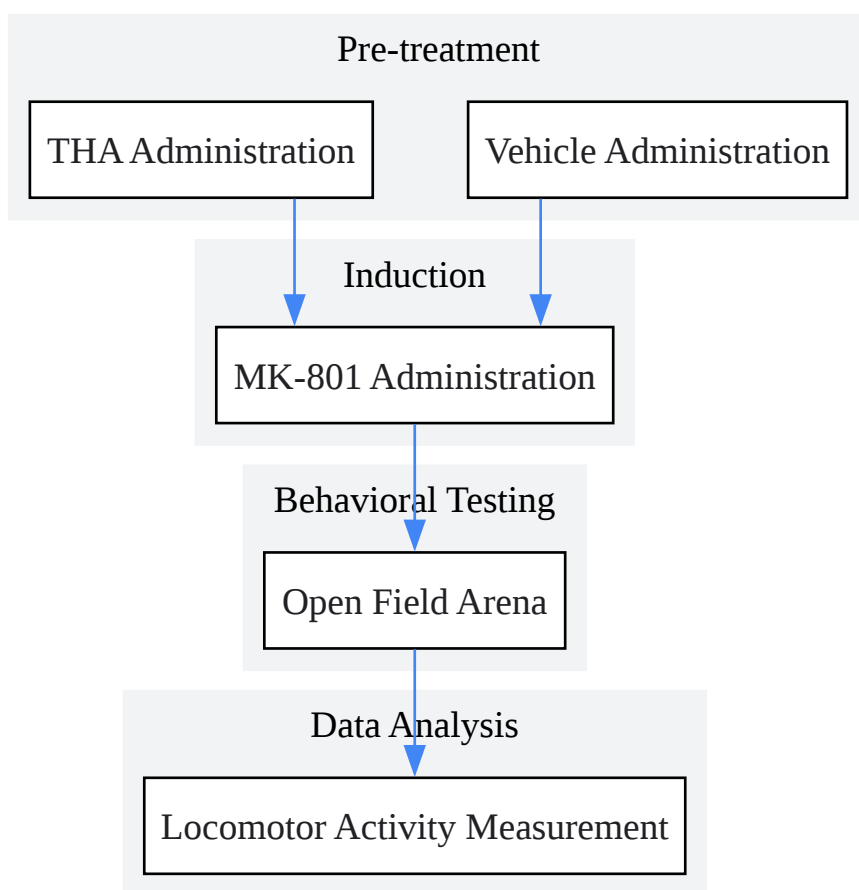 Pre-treatment
THA Administration
Vehicle Administration
Induction
MK-801 Administration
Behavioral Testing
Open Field Arena
Data Analysis
Locomotor Activity Measurement